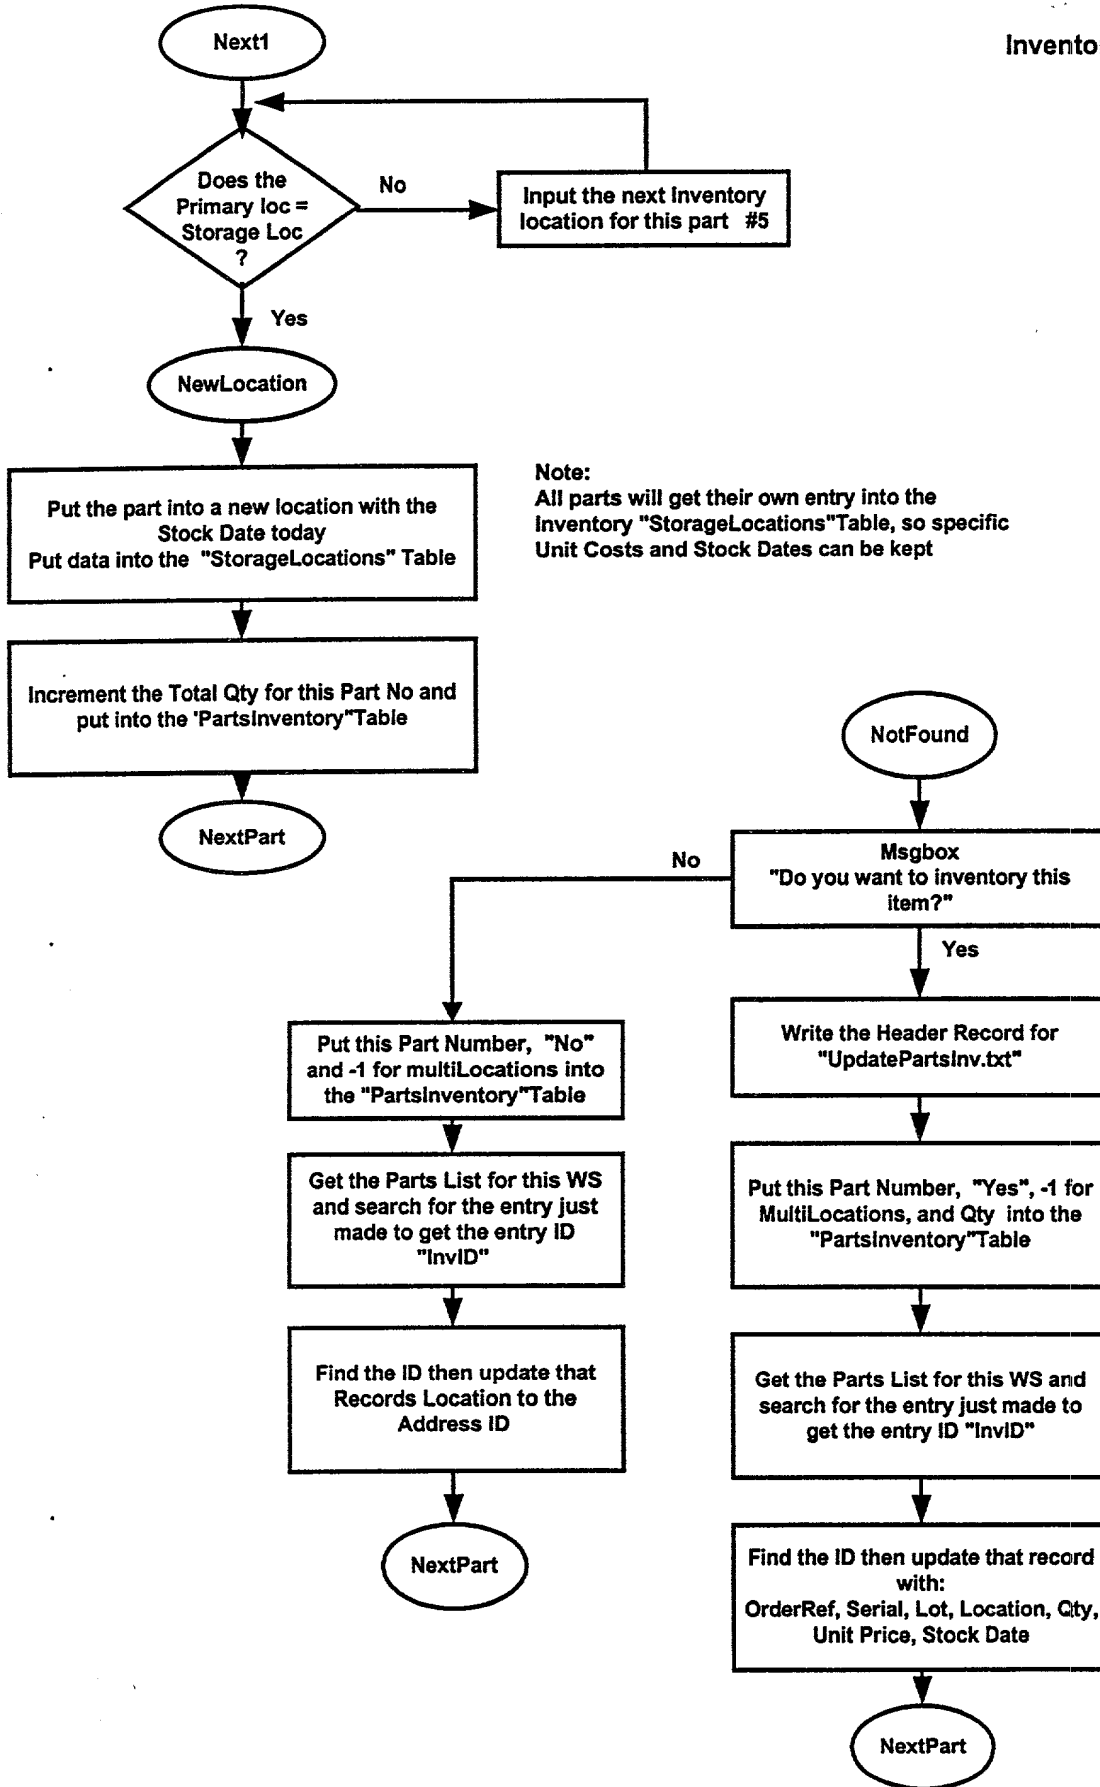 Next1
Invento
Does the
Primary loc =
Storage Loc
?
No
Input the next Inventory
location for this part #5
Yes
NewLocation
Put the part into a new location with the
Stock Date today
Put data into the "StorageLocations" Table
Note:
All parts will get their own entry into the
Inventory "StorageLocations"Table, so specific
Unit Costs and Stock Dates can be kept
Increment the Total Qty for this Part No and
put into the 'PartsInventory"Table
NextPart
NotFound
Msgbox
"Do you want to inventory this
item?"
No
Yes
Put this Part Number, "No"
and -1 for multiLocations into
the "PartsInventory"Table
Get the Parts List for this WS
and search for the entry just
made to get the entry ID
"InvID"
Find the ID then update that
Records Location to the
Address ID
NextPart
Write the Header Record for
"UpdatePartsInv.txt"
Put this Part Number, "Yes", -1 for
MultiLocations, and Qty into the
"PartsInventory"Table
Get the Parts List for this WS and
search for the entry just made to
get the entry ID "InvID"
Find the ID then update that record
with:
OrderRef, Serial, Lot, Location, Qty,
Unit Price, Stock Date
NextPart